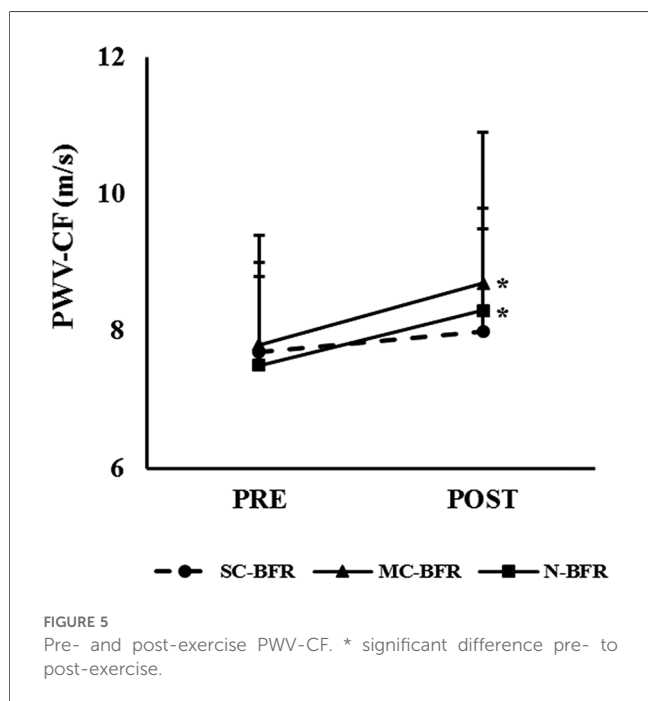 12
10
8
6
PWV-CF (m/s)
*
*
PRE POST
SC-BFR MC-BFR N-BFR
FIGURE 5
Pre- and post-exercise PWV-CF. * significant difference pre- to
post-exercise.